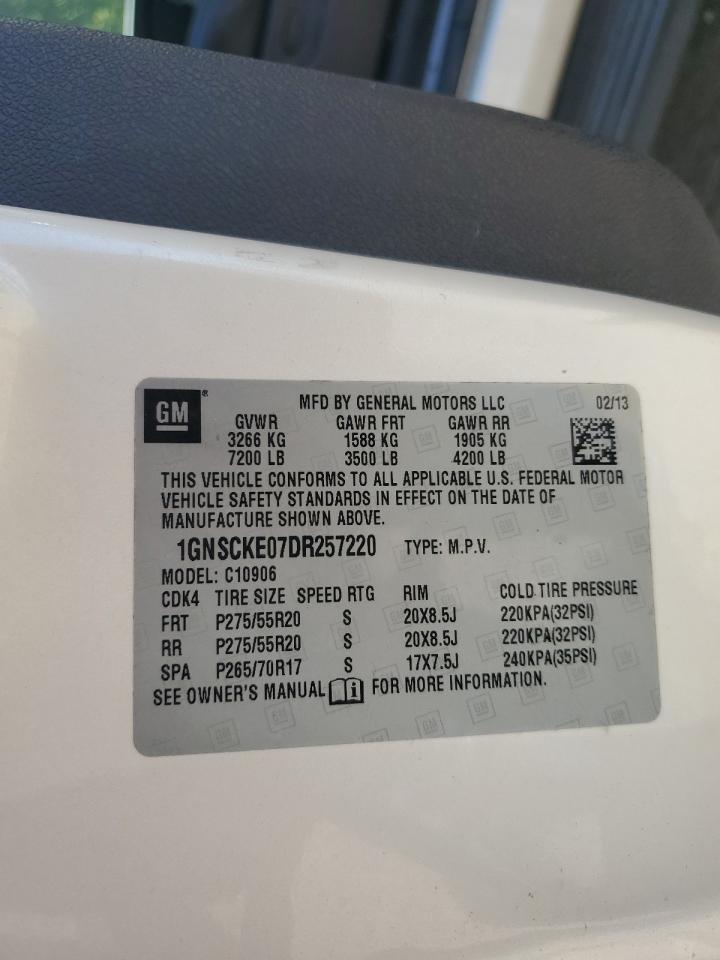 GM®
MFD BY GENERAL MOTORS LLC 02/13
GVWR GAWR FRT GAWR RR
3266 KG 1588 KG 1905 KG
7200 LB 3500 LB 4200 LB
THIS VEHICLE CONFORMS TO ALL APPLICABLE U.S. FEDERAL MOTOR
VEHICLE SAFETY STANDARDS IN EFFECT ON THE DATE OF
MANUFACTURE SHOWN ABOVE.
1GNSCKE07DR257220 TYPE: M.P.V.
MODEL: C10906
CDK4 TIRE SIZE SPEED RTG RIM COLD TIRE PRESSURE
FRT P275/55R20 S 20X8.5J 220KPA(32PSI)
RR P275/55R20 S 20X8.5J 220KPA(32PSI)
SPA P265/70R17 S 17X7.5J 240KPA(35PSI)
SEE OWNER'S MANUAL i FOR MORE INFORMATION.